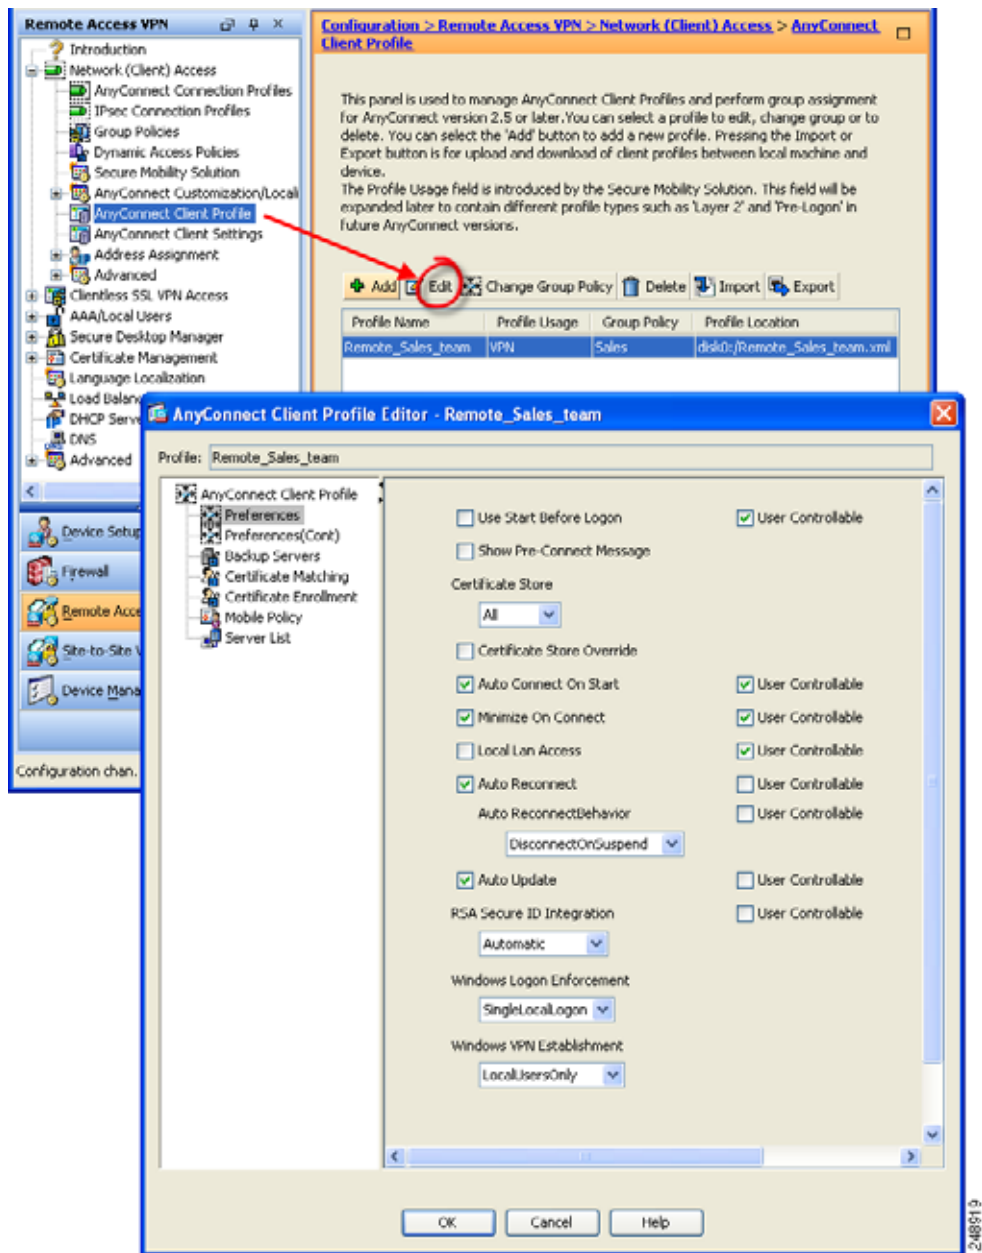 Remote Access VPN
Introduction
Network (Client) Access
AnyConnect Connection Profiles
IPsec Connection Profiles
Group Policies
Dynamic Access Policies
Secure Mobility Solution
AnyConnect Customization/Locali
AnyConnect Client Profile
AnyConnect Client Settings
Address Assignment
Advanced
Clientless SSL VPN Access
AAA/Local Users
Secure Desktop Manager
Certificate Management
Language Localization
Load Balanc
DHCP Serve
DNS
Advanced
Device Setup
Firewall
Remote Acce
Site-to-Site V
Device Mana
Configuration chan.
Configuration > Remote Access VPN > Network (Client) Access > AnyConnect
Client Profile
This panel is used to manage AnyConnect Client Profiles and perform group assignment
for AnyConnect version 2.5 or later.You can select a profile to edit, change group or to
delete. You can select the 'Add' button to add a new profile. Pressing the Import or
Export button is for upload and download of client profiles between local machine and
device.
The Profile Usage field is introduced by the Secure Mobility Solution. This field will be
expanded later to contain different profile types such as 'Layer 2' and 'Pre-Logon' in
future AnyConnect versions.
Add Edit Change Group Policy Delete Import Export
Profile Name Profile Usage Group Policy Profile Location
Remote_Sales_team VPN Sales disk0:/Remote_Sales_team.xml
AnyConnect Client Profile Editor - Remote_Sales_team
Profile: Remote_Sales_team
AnyConnect Client Profile
Preferences
Preferences(Cont)
Backup Servers
Certificate Matching
Certificate Enrollment
Mobile Policy
Server List
Use Start Before Logon User Controllable
Show Pre-Connect Message
Certificate Store
All
Certificate Store Override
Auto Connect On Start User Controllable
Minimize On Connect User Controllable
Local Lan Access User Controllable
Auto Reconnect User Controllable
Auto ReconnectBehavior User Controllable
DisconnectOnSuspend
Auto Update User Controllable
RSA Secure ID Integration User Controllable
Automatic
Windows Logon Enforcement
SingleLocalLogon
Windows VPN Establishment
LocalUsersOnly
OK Cancel Help
248919